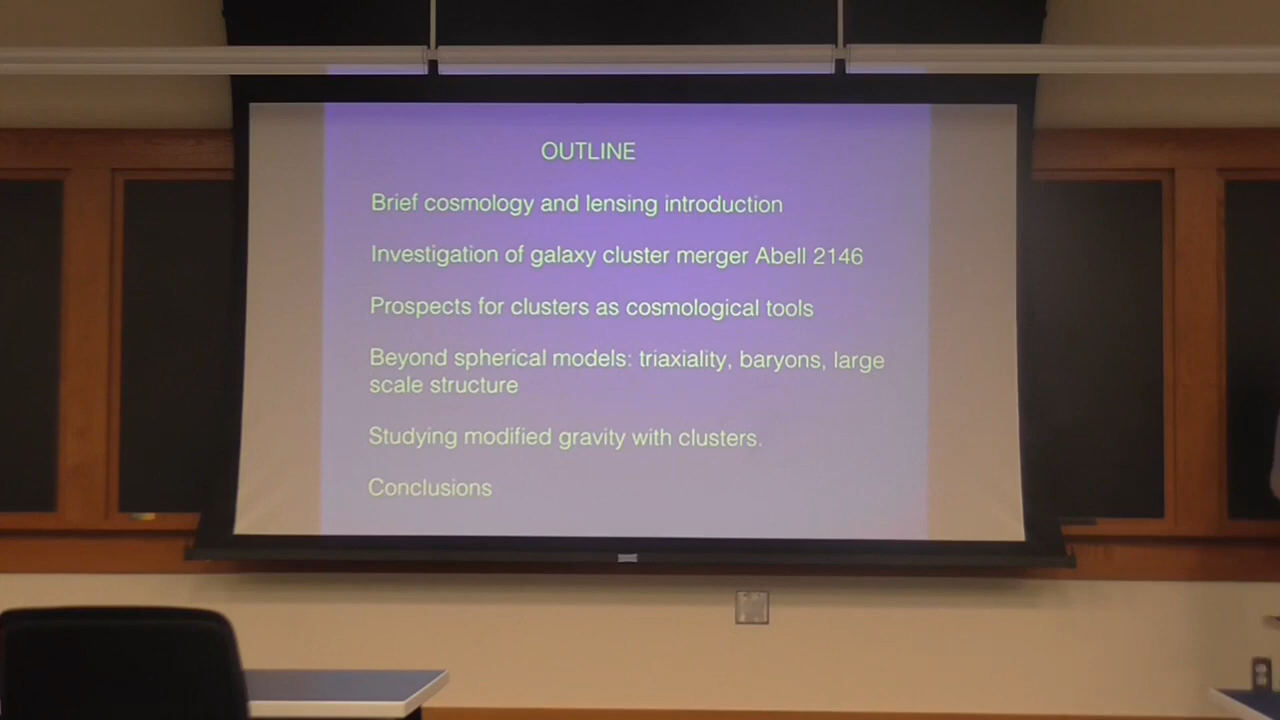 OUTLINE
Brief cosmology and lensing introduction
Investigation of galaxy cluster merger Abell 2146
Prospects for clusters as cosmological tools
Beyond spherical models: triaxiality, baryons, large
scale structure
Studying modified gravity with clusters.
Conclusions